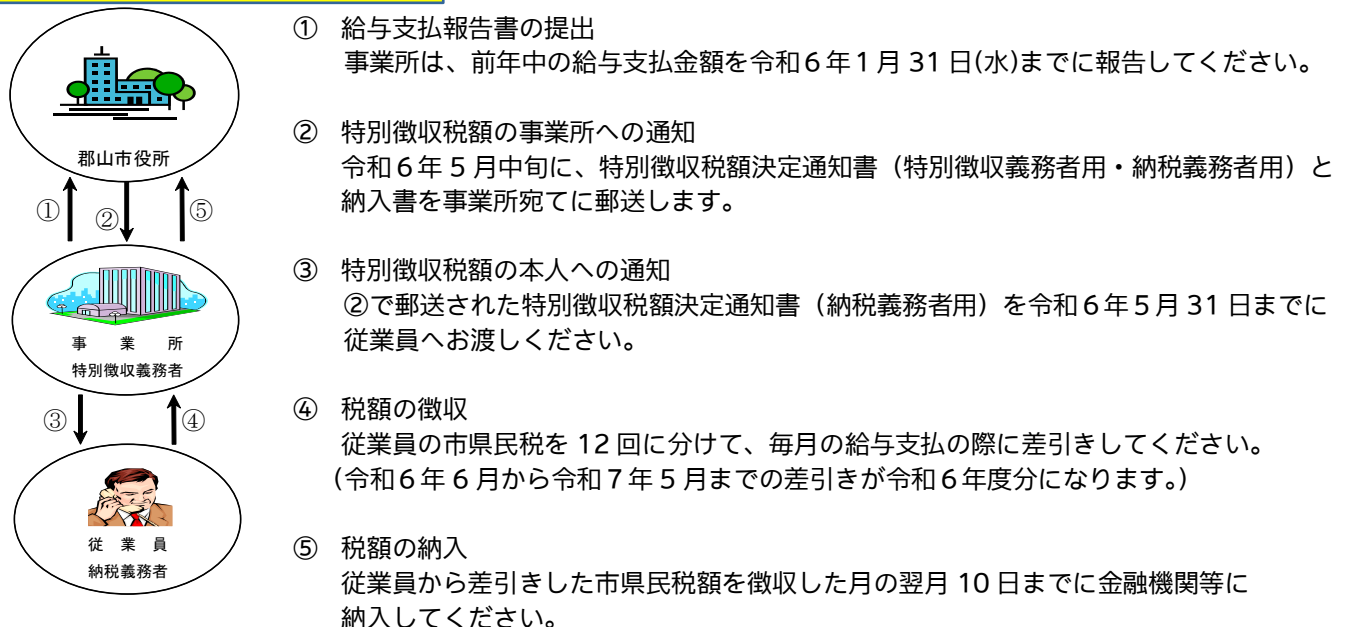 郡山市役所
①
②
⑤
事 業 所
特別徴収義務者
③
④
従 業 員
納税義務者
① 給与支払報告書の提出
事業所は、前年中の給与支払金額を令和6年1月31日(水)までに報告してください。
② 特別徴収税額の事業所への通知
令和6年5月中旬に、特別徴収税額決定通知書（特別徴収義務者用・納税義務者用）と
納入書を事業所宛てに郵送します。
③ 特別徴収税額の本人への通知
②で郵送された特別徴収税額決定通知書（納税義務者用）を令和6年5月31日までに
従業員へお渡しください。
④ 税額の徴収
従業員の市県民税を12回に分けて、毎月の給与支払の際に差引きしてください。
（令和6年6月から令和7年5月までの差引きが令和6年度分になります。）
⑤ 税額の納入
従業員から差引きした市県民税額を徴収した月の翌月10日までに金融機関等に
納入してください。